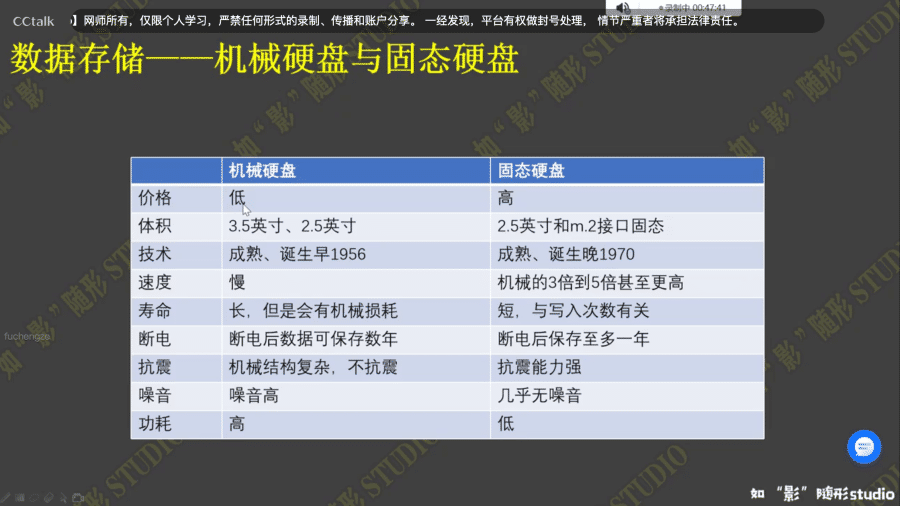 CCtalk
】网师所有，仅限个人学习，严禁任何形式的录制、传播和账户分享。 一经发现，平台有权做封号处理， 情节严重者将承担法律责任。
录制中 00:47:41
数据存储——机械硬盘与固态硬盘
机械硬盘 固态硬盘
价格 低 高
体积 3.5英寸、2.5英寸 2.5英寸和m.2接口固态
技术 成熟、诞生早1956 成熟、诞生晚1970
速度 慢 机械的3倍到5倍甚至更高
寿命 长，但是会有机械损耗 短，与写入次数有关
断电 断电后数据可保存数年 断电后保存至多一年
抗震 机械结构复杂，不抗震 抗震能力强
噪音 噪音高 几乎无噪音
功耗 高 低
如“影”随形STUDIO
如“影”随形studio